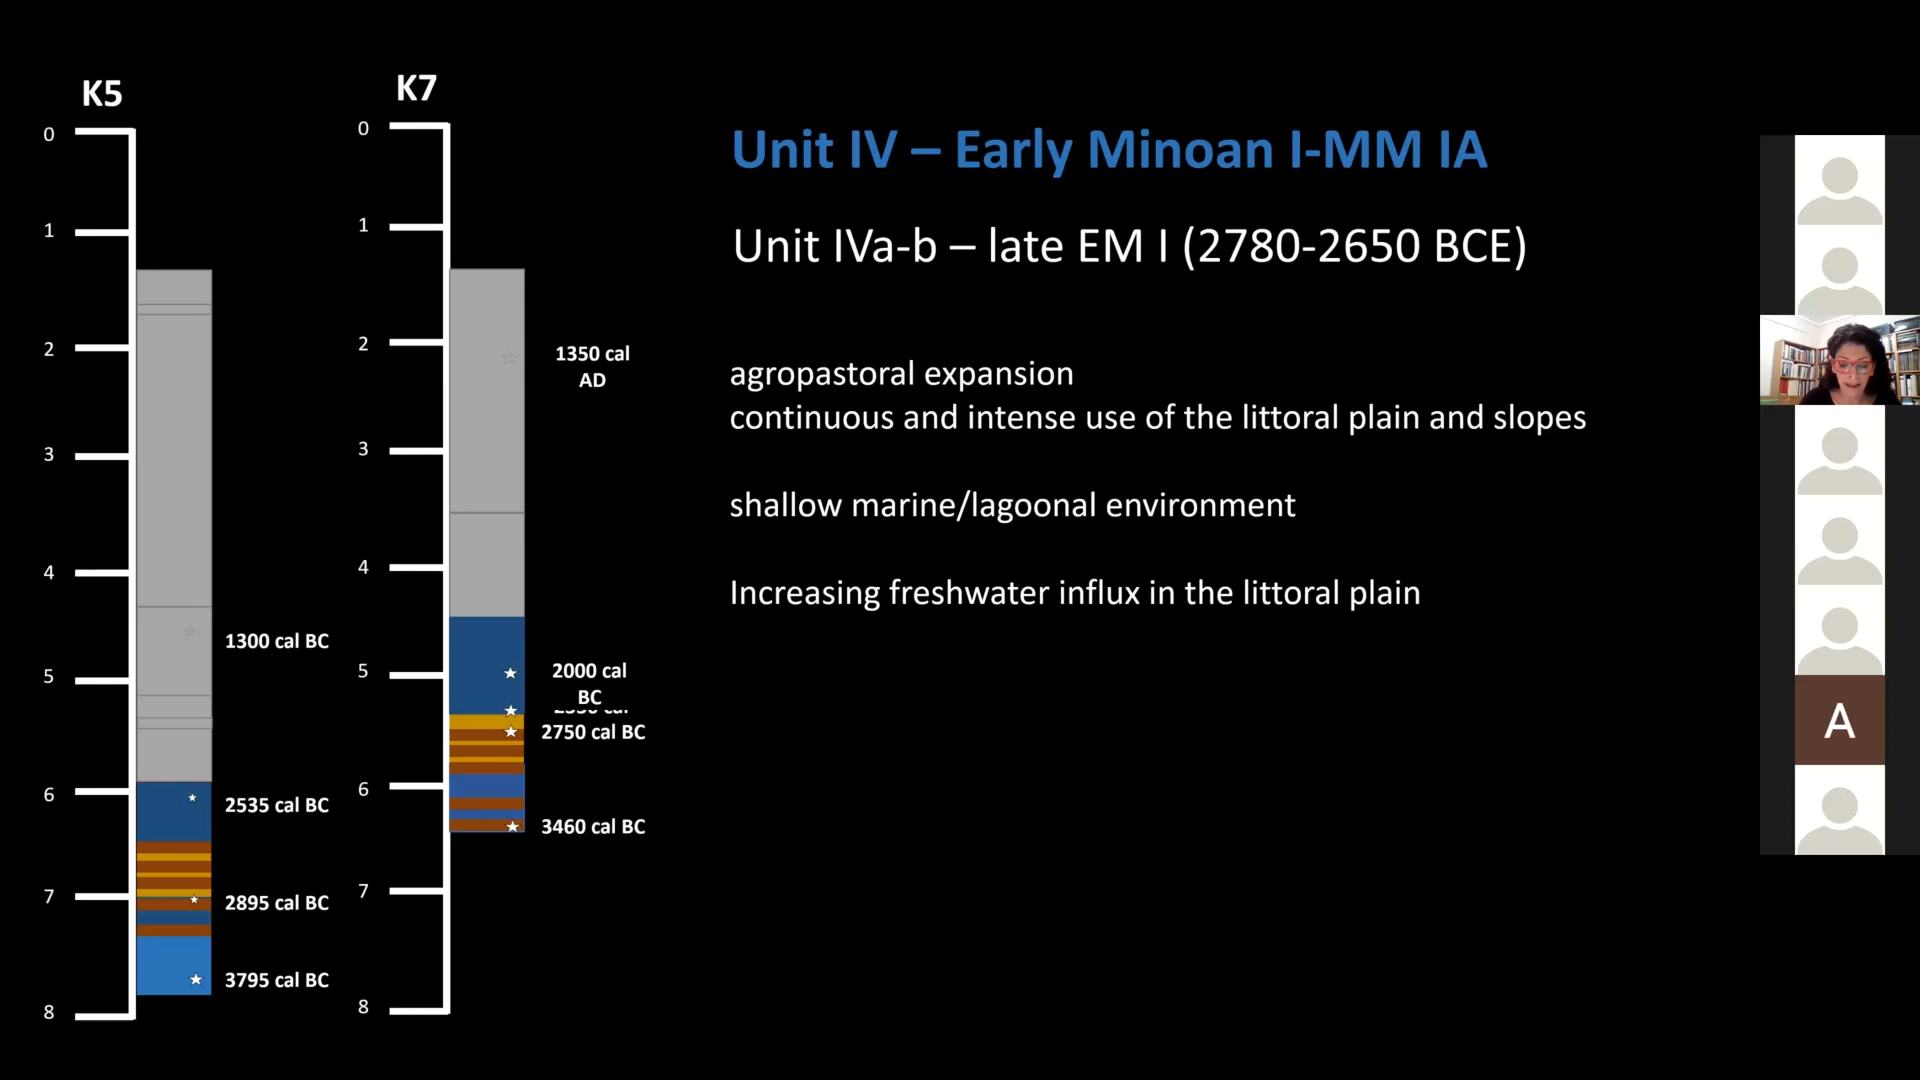 K5
0
1
2
3
4
5
6
7
8
1300 cal BC
2535 cal BC
2895 cal BC
3795 cal BC
K7
0
1
2
3
4
5
6
7
8
1350 cal
AD
2000 cal
BC
cal
2750 cal BC
3460 cal BC
Unit IV – Early Minoan I-MM IA
Unit IVa-b – late EM I (2780-2650 BCE)
agropastoral expansion
continuous and intense use of the littoral plain and slopes
shallow marine/lagoonal environment
Increasing freshwater influx in the littoral plain
A